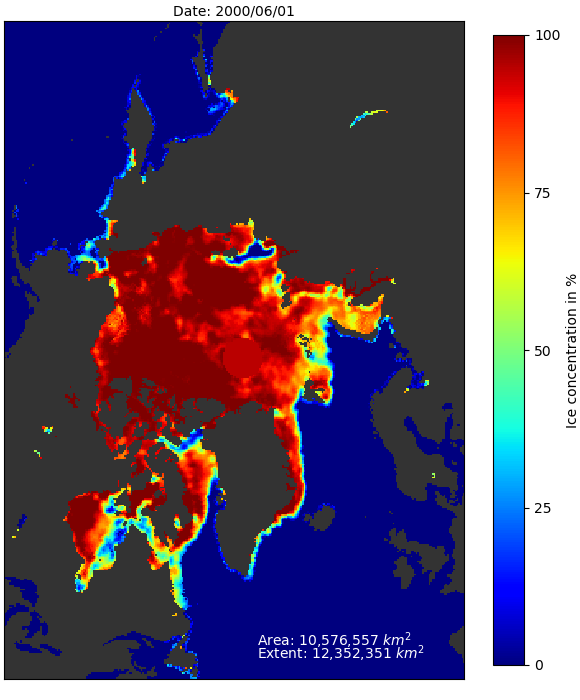 Date: 2000/06/01
100
75
50
25
0
Ice concentration in %
Area: 10,576,557 km²
Extent: 12,352,351 km²